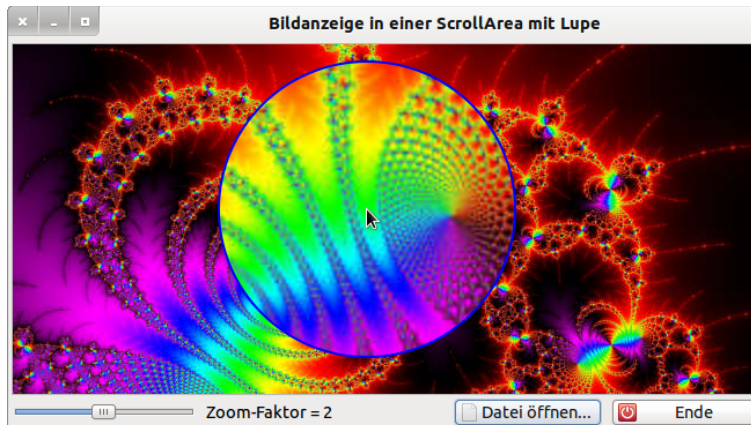 Bildanzeige in einer ScrollArea mit Lupe
Zoom-Faktor = 2
Datei öffnen...
Ende